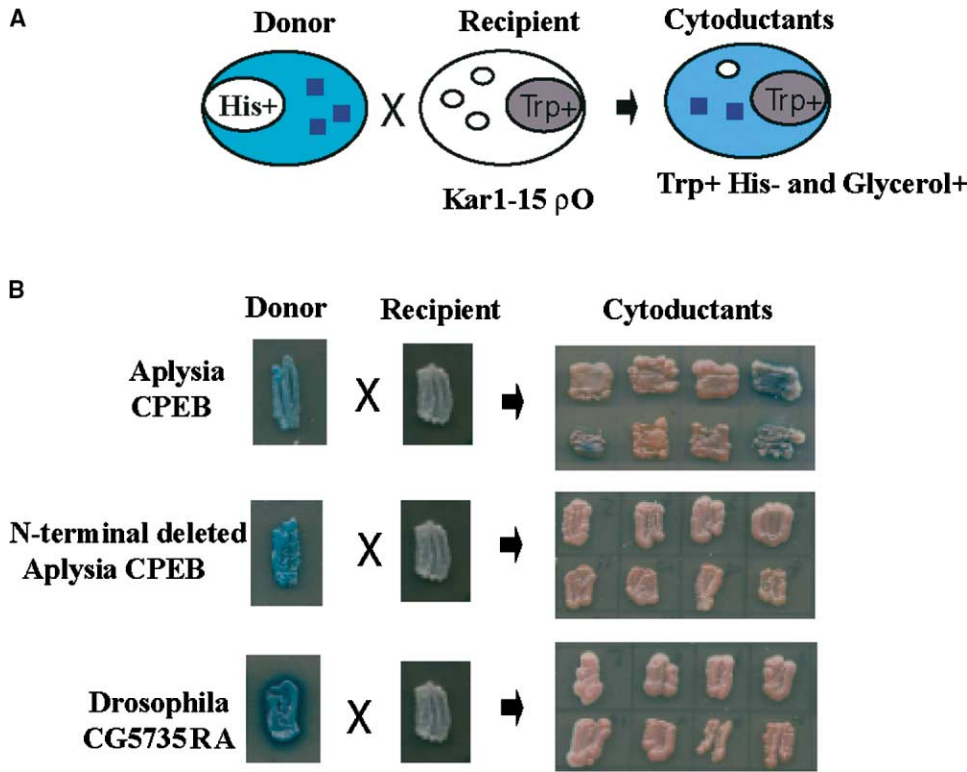 A
Donor
Recipient
Cytoductants
His+
X
Trp+
Trp+
Kar1-15 ρO
Trp+ His- and Glycerol+
B
Donor
Recipient
Cytoductants
Aplysia
CPEB
X
N-terminal deleted
Aplysia CPEB
X
Drosophila
CG5735RA
X